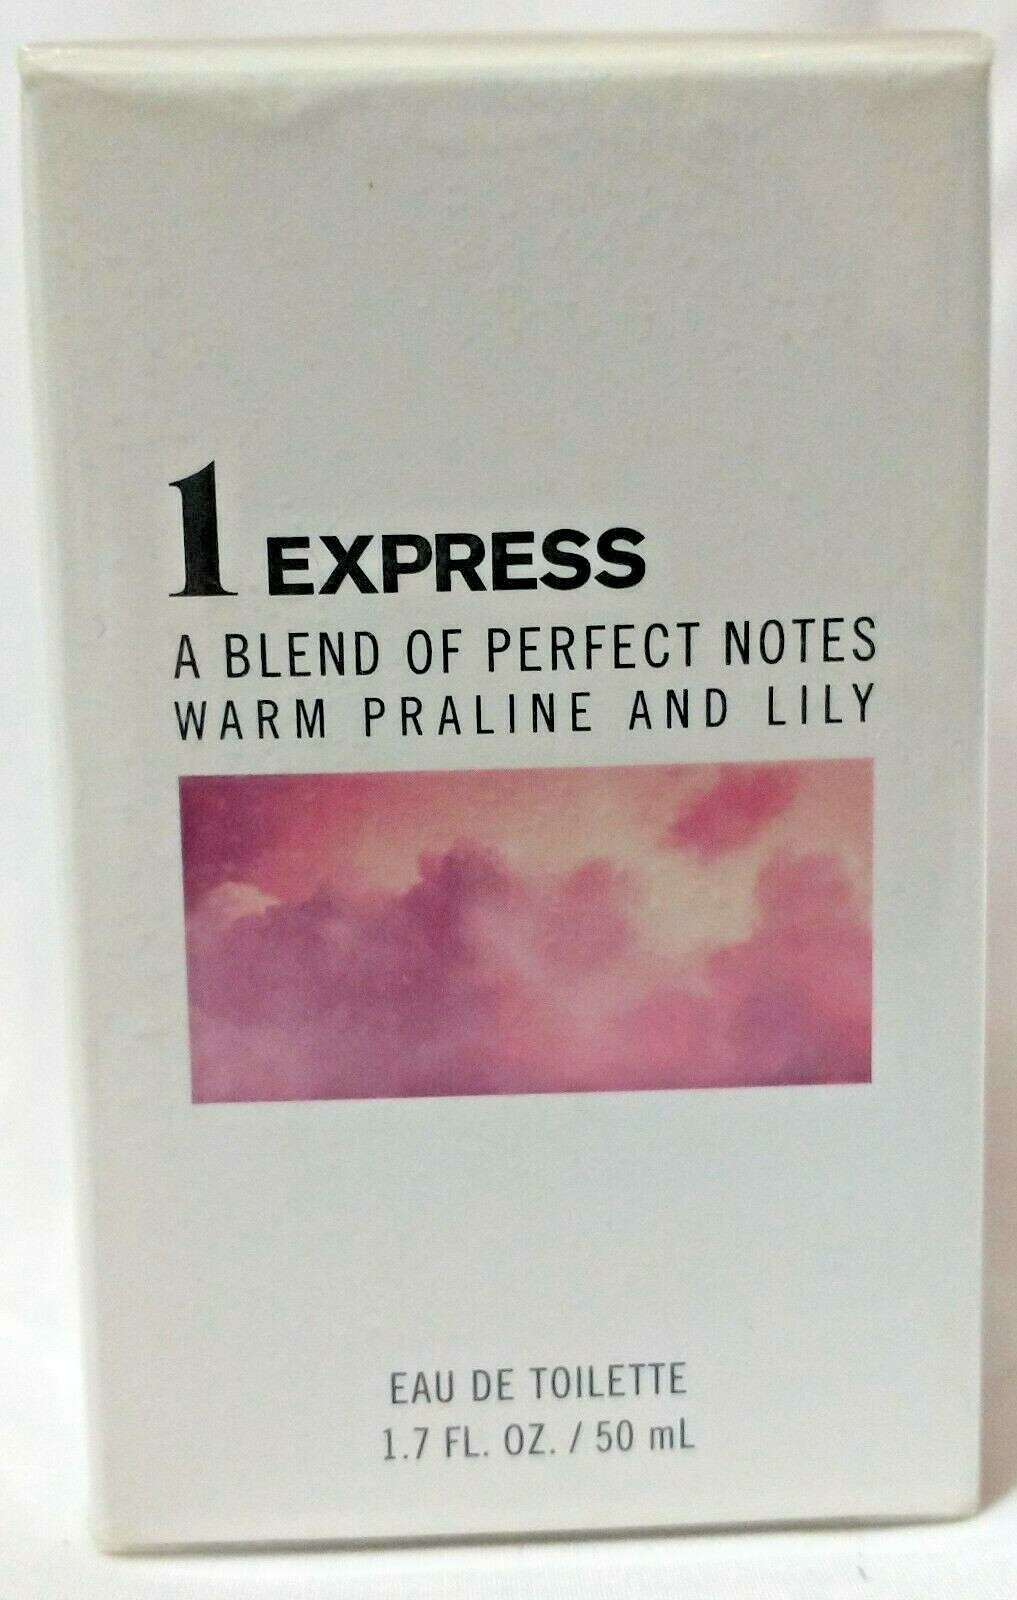 1 EXPRESS
A BLEND OF PERFECT NOTES
WARM PRALINE AND LILY
EAU DE TOILETTE
1.7 FL. OZ. / 50 mL